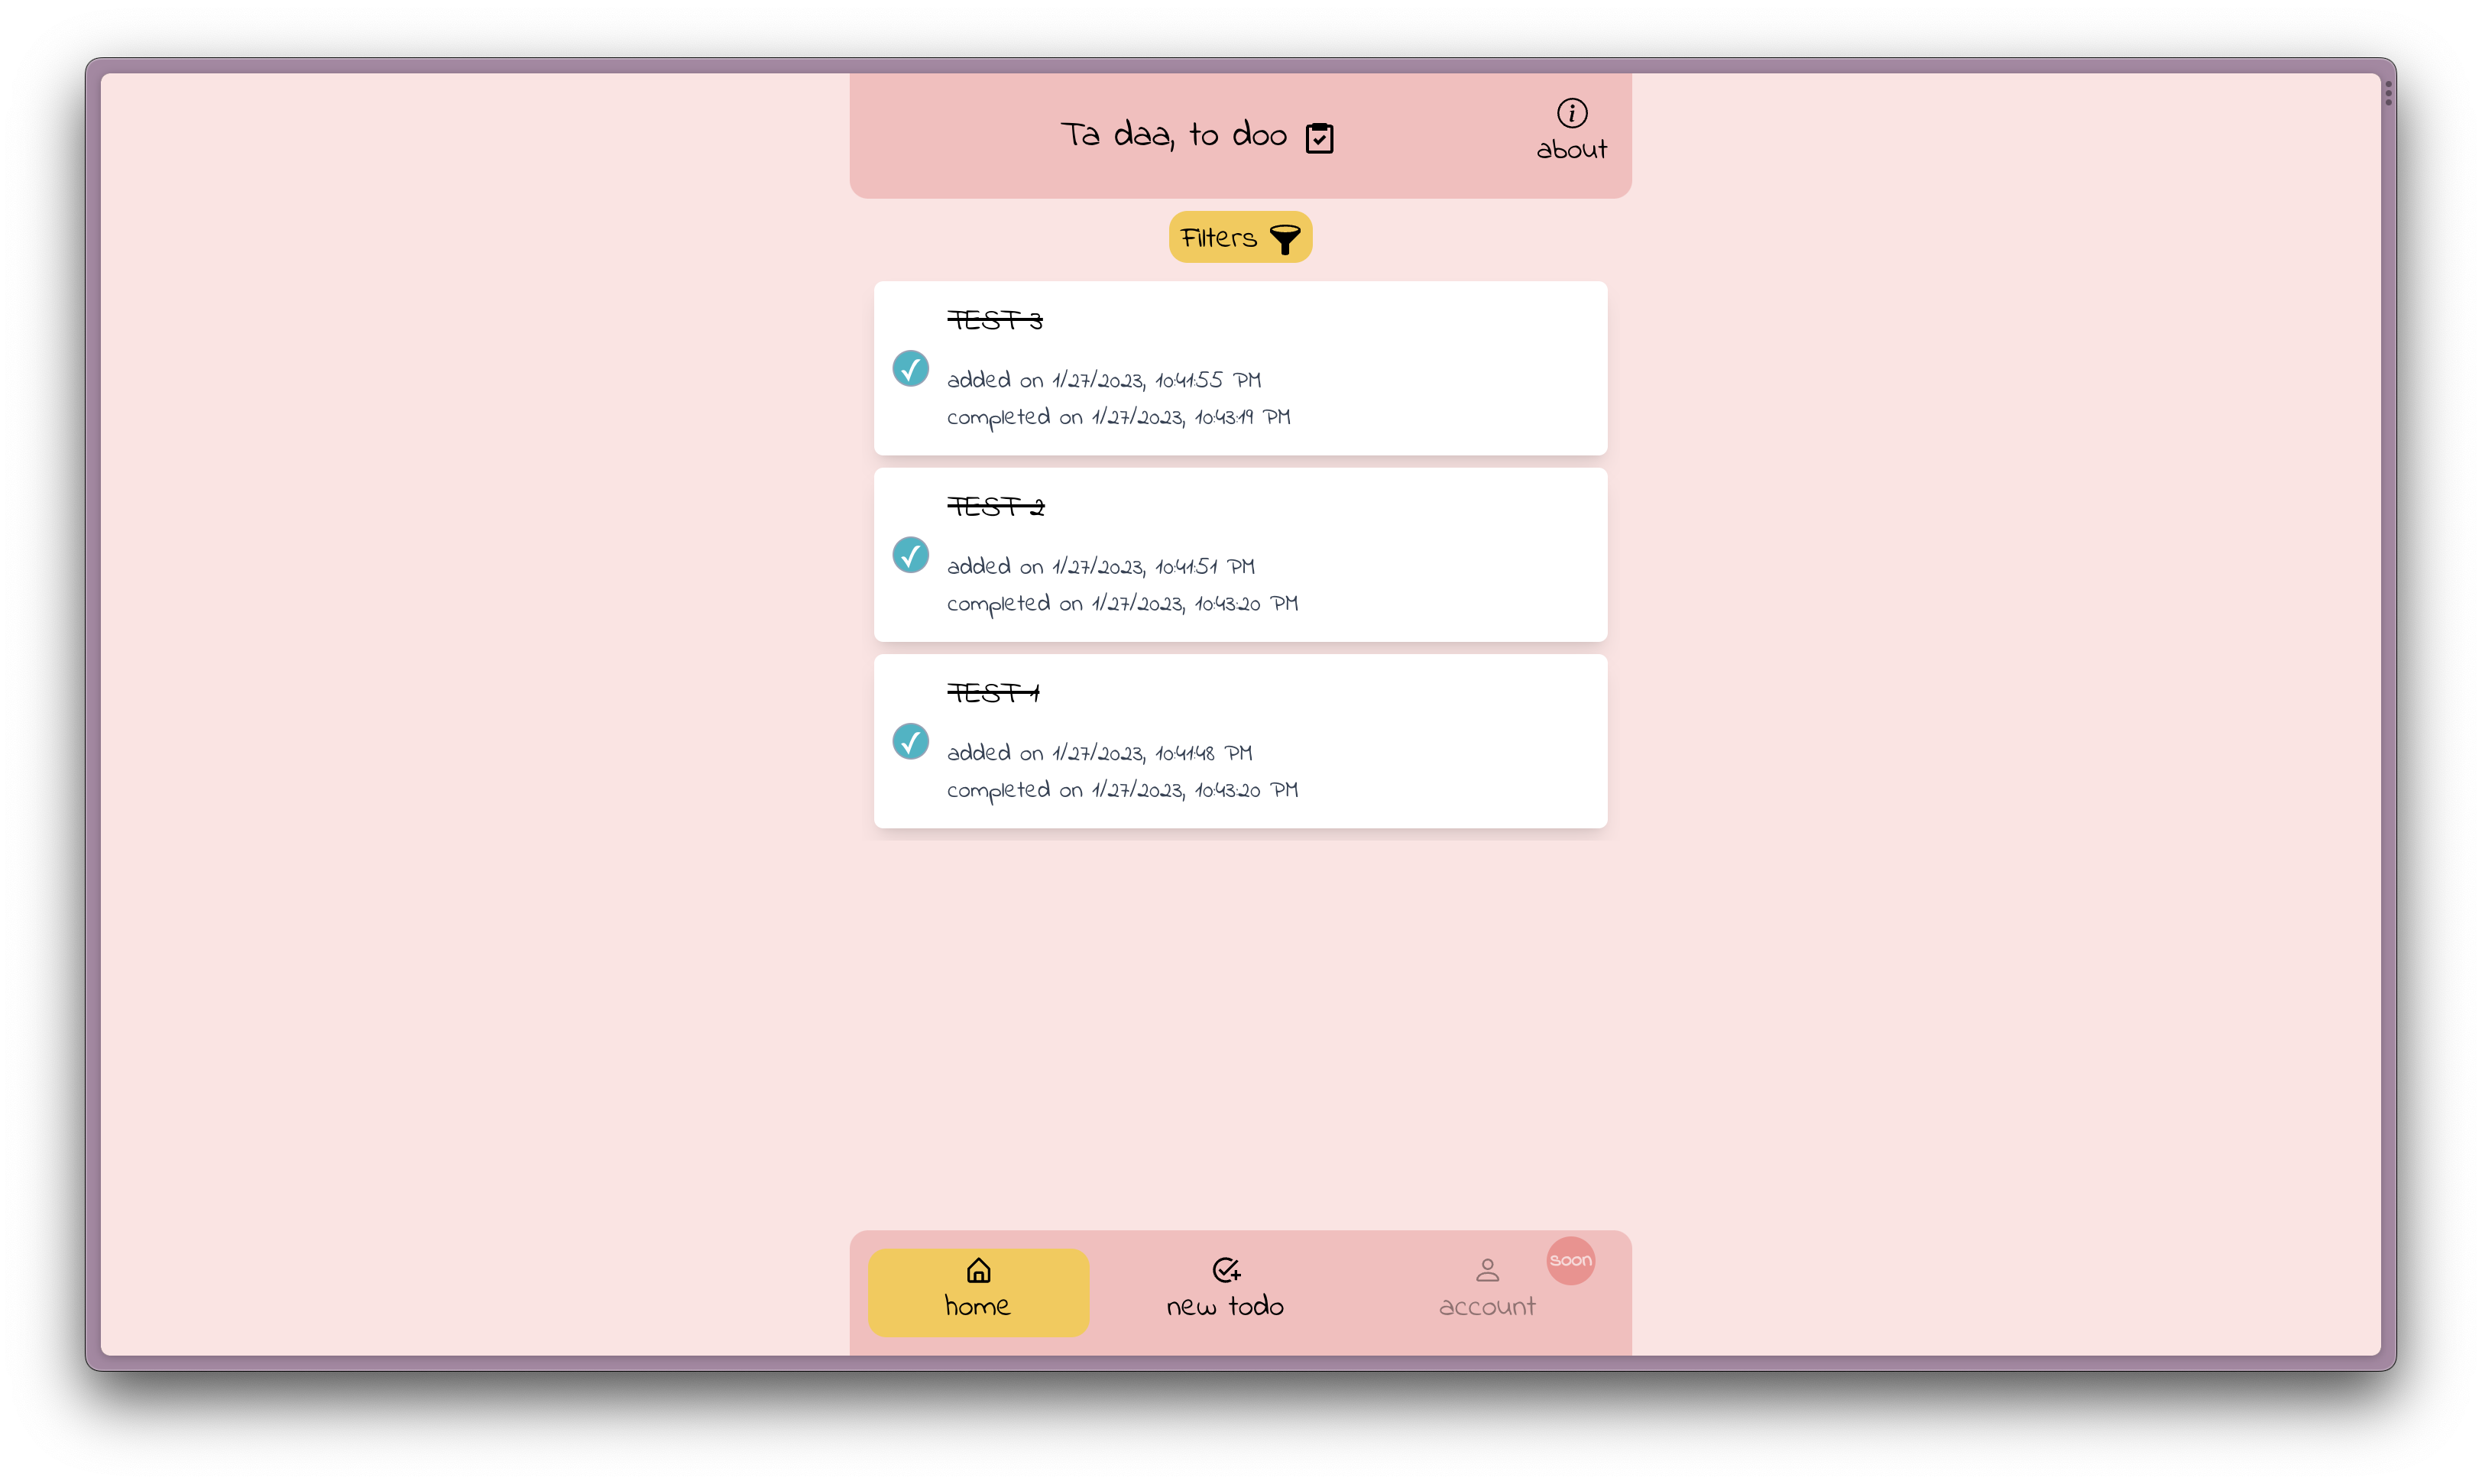 Ta daa, to doo
about
Filters
TEST 3
added on 1/27/2023, 10:41:55 PM
completed on 1/27/2023, 10:43:19 PM
TEST 2
added on 1/27/2023, 10:41:51 PM
completed on 1/27/2023, 10:43:20 PM
TEST 1
added on 1/27/2023, 10:41:48 PM
completed on 1/27/2023, 10:43:20 PM
home
new todo
account
soon